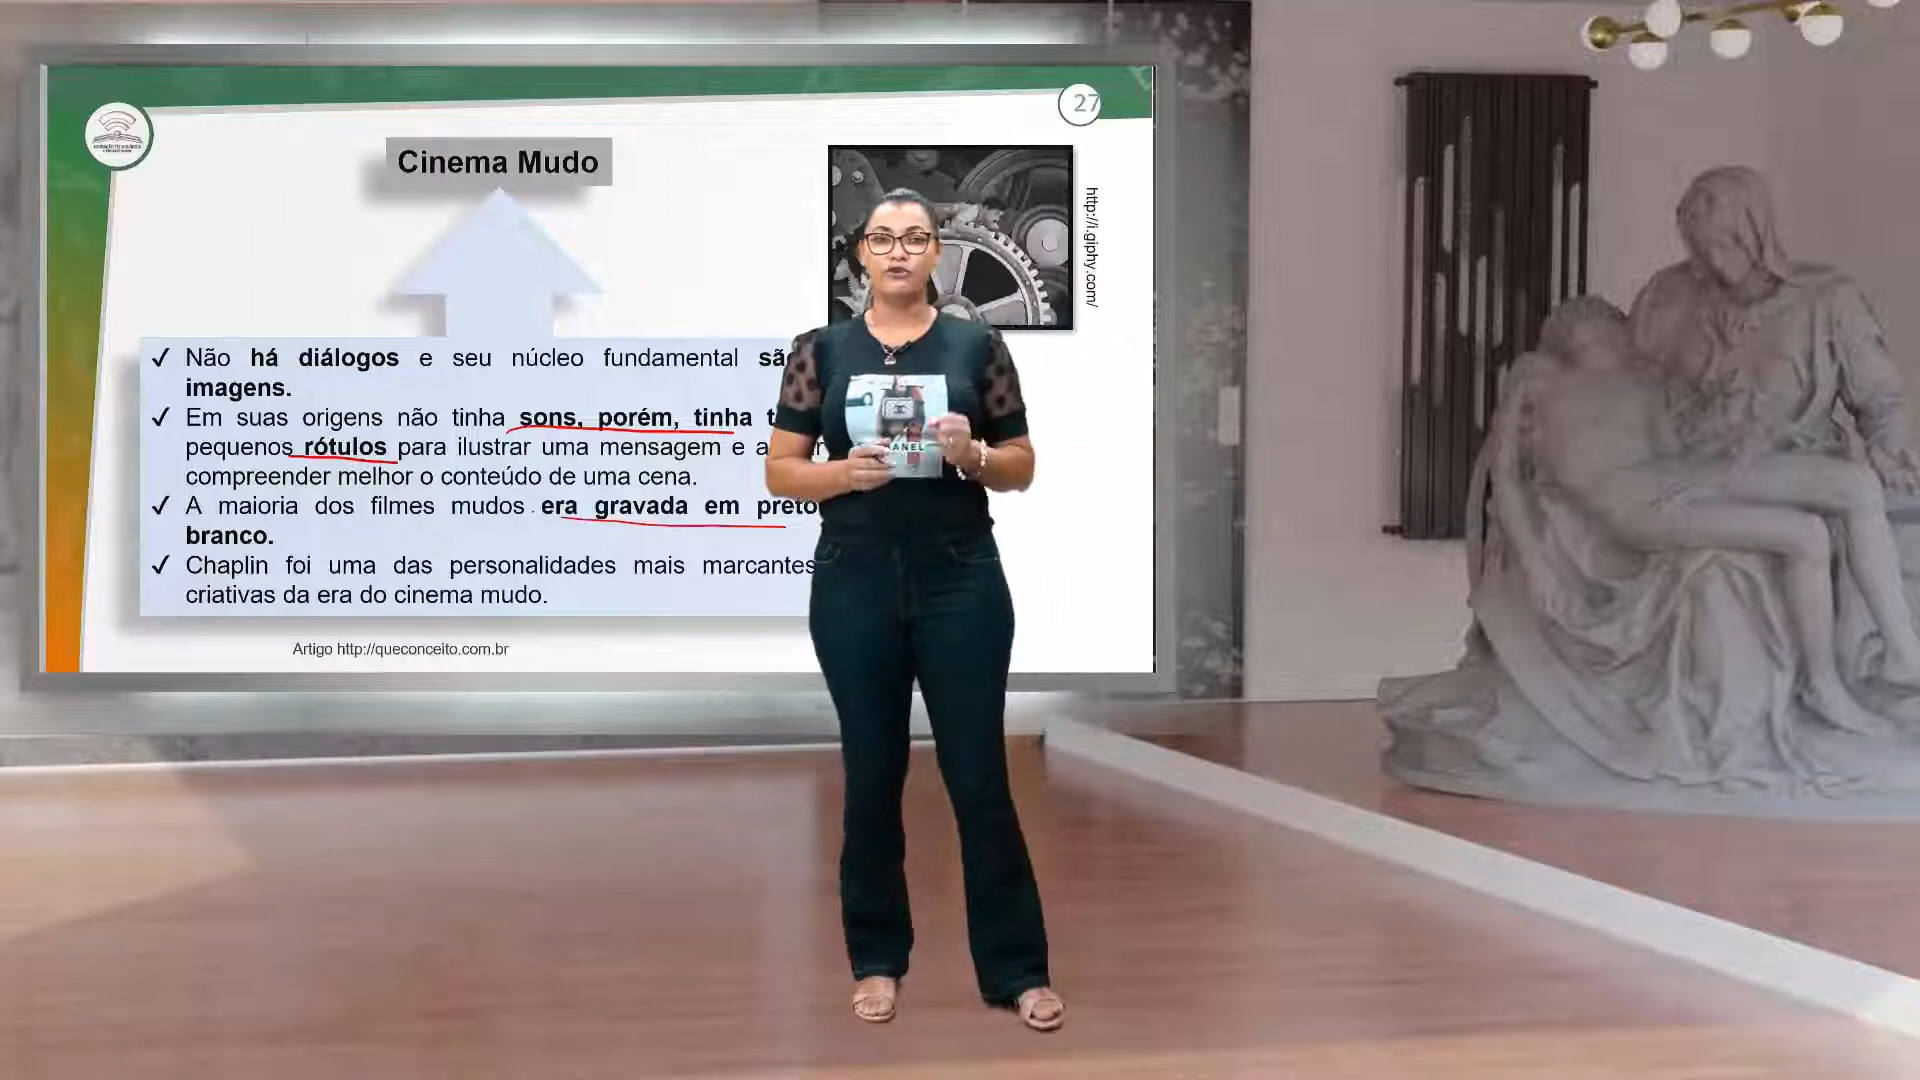 27
Cinema Mudo
http://i.giphy.com/
✓ Não há diálogos e seu núcleo fundamental
imagens.
✓ Em suas origens não tinha sons, porém, tinha
pequenos rótulos para ilustrar uma mensagem e
compreender melhor o conteúdo de uma cena.
✓ A maioria dos filmes mudos era gravada em preto
branco.
✓ Chaplin foi uma das personalidades mais marcantes
criativas da era do cinema mudo.
Artigo http://queconceito.com.br